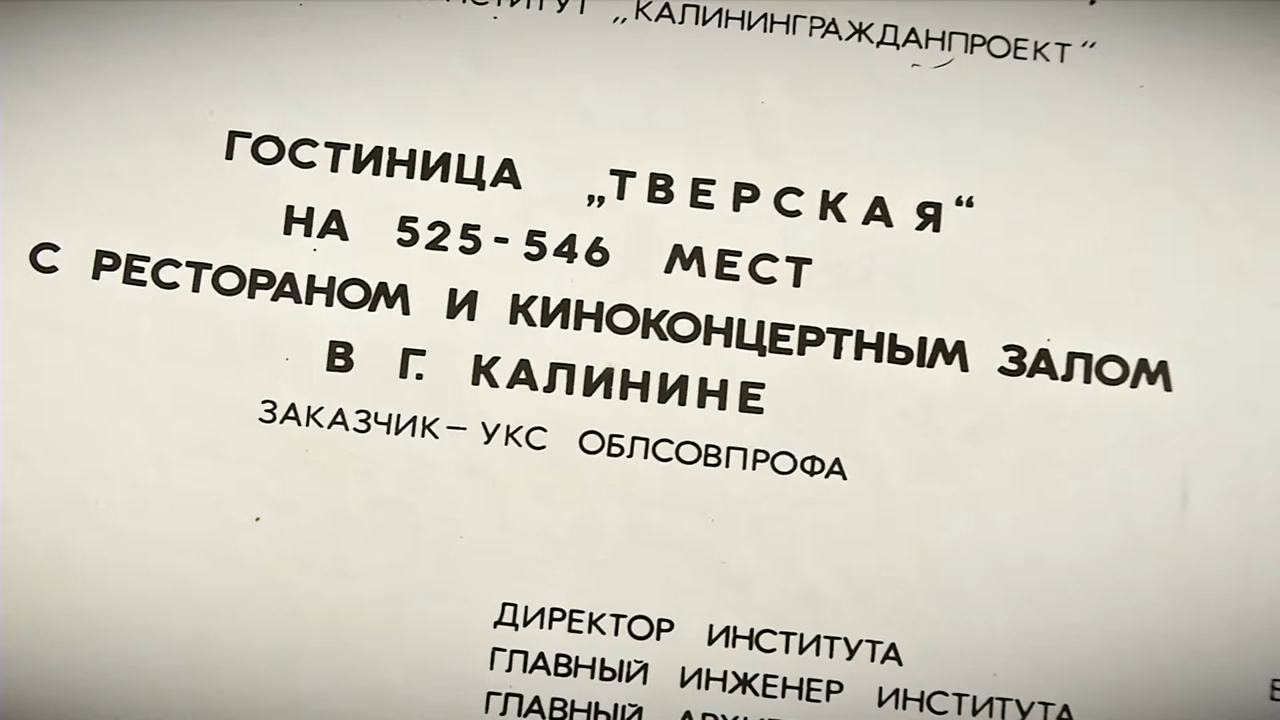 ИНСТИТУТ „КАЛИНИНГРАЖДАНПРОЕКТ“
ГОСТИНИЦА „ТВЕРСКАЯ“
НА 525-546 МЕСТ
С РЕСТОРАНОМ И КИНОКОНЦЕРТНЫМ ЗАЛОМ
В Г. КАЛИНИНЕ
ЗАКАЗЧИК — УКС ОБЛСОВПРОФА
ДИРЕКТОР ИНСТИТУТА
ГЛАВНЫЙ ИНЖЕНЕР ИНСТИТУТА
ГЛАВНЫЙ